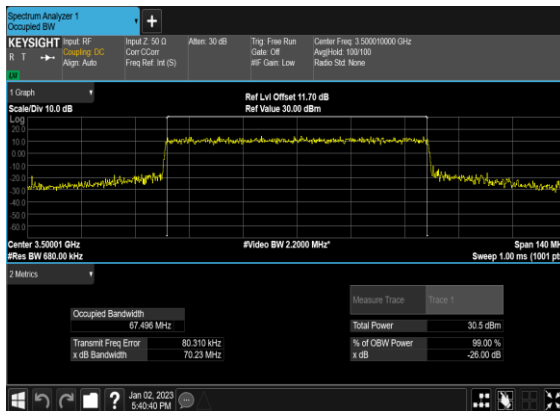 Spectrum Analyzer 1
Occupied BW
KEYSIGHT
Input: RF
Input Z: 50 Ω
Atten: 30 dB
Trig: Free Run
Center Freq: 3.500010000 GHz
R T
Coupling: DC
Corr CCorr
Gate: Off
Avg|Hold: 100/100
Align: Auto
Freq Ref: Int (S)
#IF Gain: Low
Radio Std: None
1 Graph
Scale/Div 10.0 dB
Ref Lvl Offset 11.70 dB
Ref Value 30.00 dBm
Log
20.0
10.0
0.00
-10.0
-20.0
-30.0
-40.0
-50.0
-60.0
Center 3.50001 GHz
#Video BW 2.2000 MHz*
Span 140 MH
#Res BW 680.00 kHz
Sweep 1.00 ms (1001 pt
2 Metrics
Measure Trace
Trace 1
Occupied Bandwidth
67.496 MHz
Total Power
30.5 dBm
Transmit Freq Error
80.310 kHz
% of OBW Power
99.00 %
x dB Bandwidth
70.23 MHz
x dB
-26.00 dB
Jan 02, 2023
5:40:40 PM